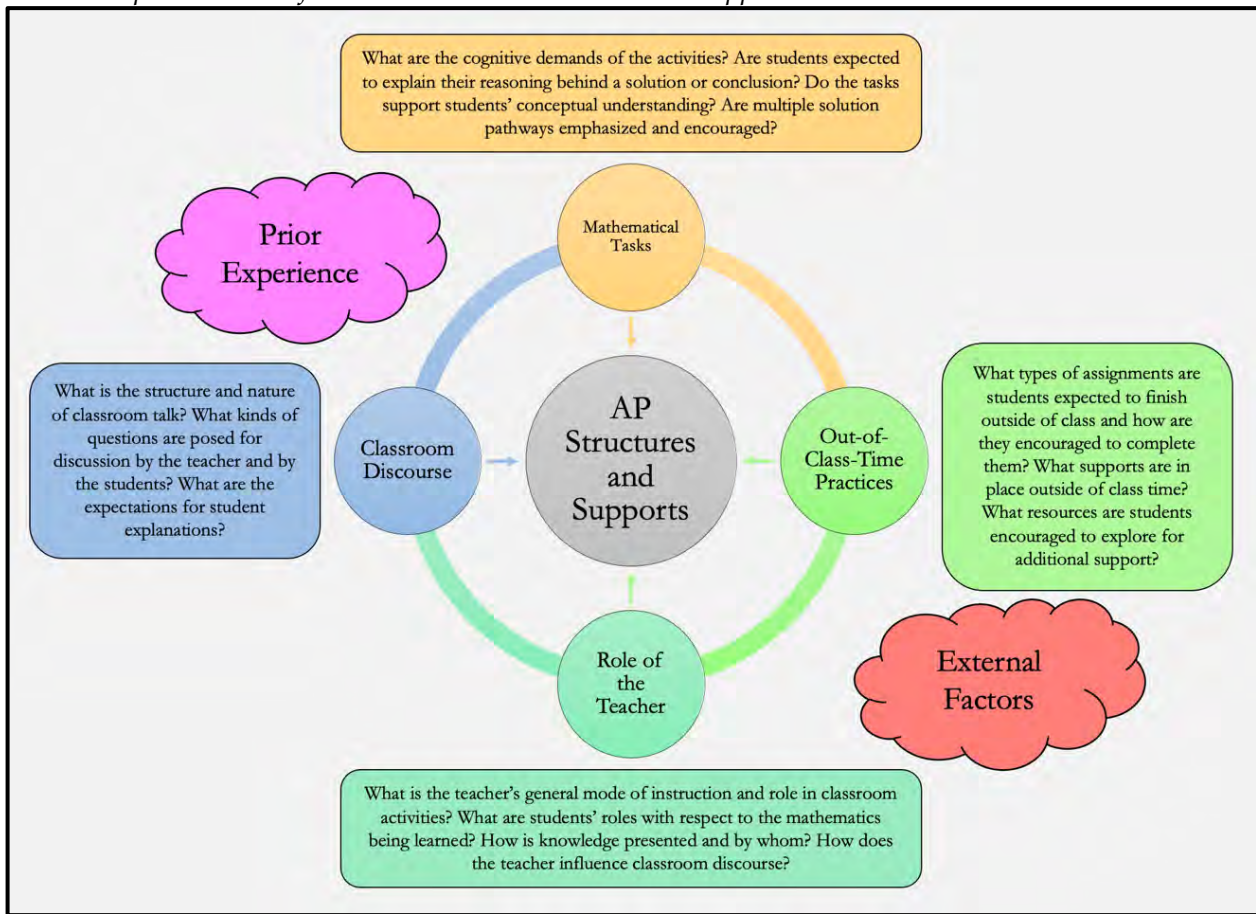 What are the cognitive demands of the activities? Are students expected
to explain their reasoning behind a solution or conclusion? Do the tasks
support students' conceptual understanding? Are multiple solution
pathways emphasized and encouraged?
Mathematical
Tasks
Prior
Experience
What is the structure and nature
of classroom talk? What kinds of
questions are posed for
discussion by the teacher and by
the students? What are the
expectations for student
explanations?
Classroom
Discourse
AP
Structures
and
Supports
Out-of-
Class-Time
Practices
What types of assignments are
students expected to finish
outside of class and how are
they encouraged to complete
them? What supports are in
place outside of class time?
What resources are students
encouraged to explore for
additional support?
Role of
the
Teacher
External
Factors
What is the teacher's general mode of instruction and role in classroom
activities? What are students' roles with respect to the mathematics
being learned? How is knowledge presented and by whom? How does
the teacher influence classroom discourse?